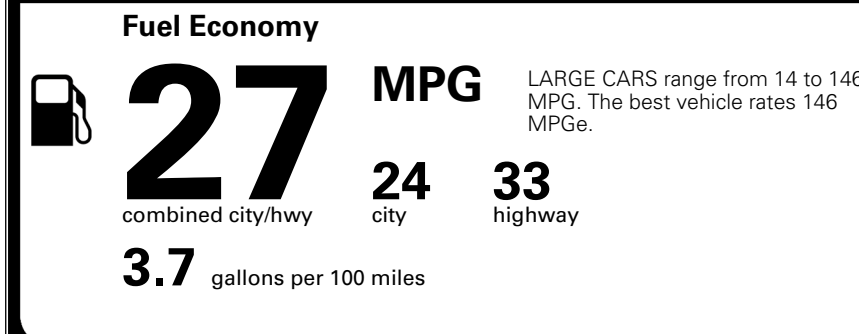 Fuel Economy
27
MPG
LARGE CARS range from 14 to 146
MPG. The best vehicle rates 146
MPGe.
combined city/hwy
24
city
33
highway
3.7 gallons per 100 miles